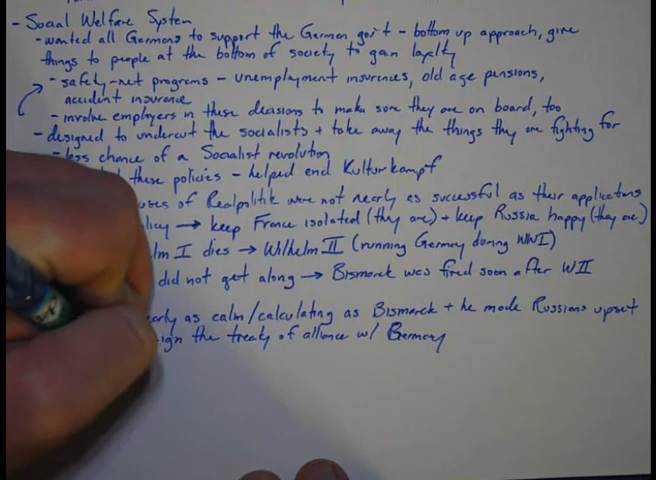 - Social Welfare System
- wanted all Germans to support the German gov't - bottom up approach, give
things to people at the bottom of society to gain loyalty
- safety-net programs - unemployment insurences, old age pensions,
accident insurance
- involve employers in these decisions to make sure they are on board, too
- designed to undercut the socialists + take away the things they are fighting for
- less chance of a Socialist revolution
these policies - helped end Kulturkampf
uses of Realpolitik were not nearly as successful as their applications
→ keep France isolated (they are) + keep Russia happy (they are)
I dies → Wilhelm II (running Germany during WWI)
did not get along → Bismarck was fired soon after WII
as calm/calculating as Bismarck + he made Russians upset
the treaty of alliance w/ Germany